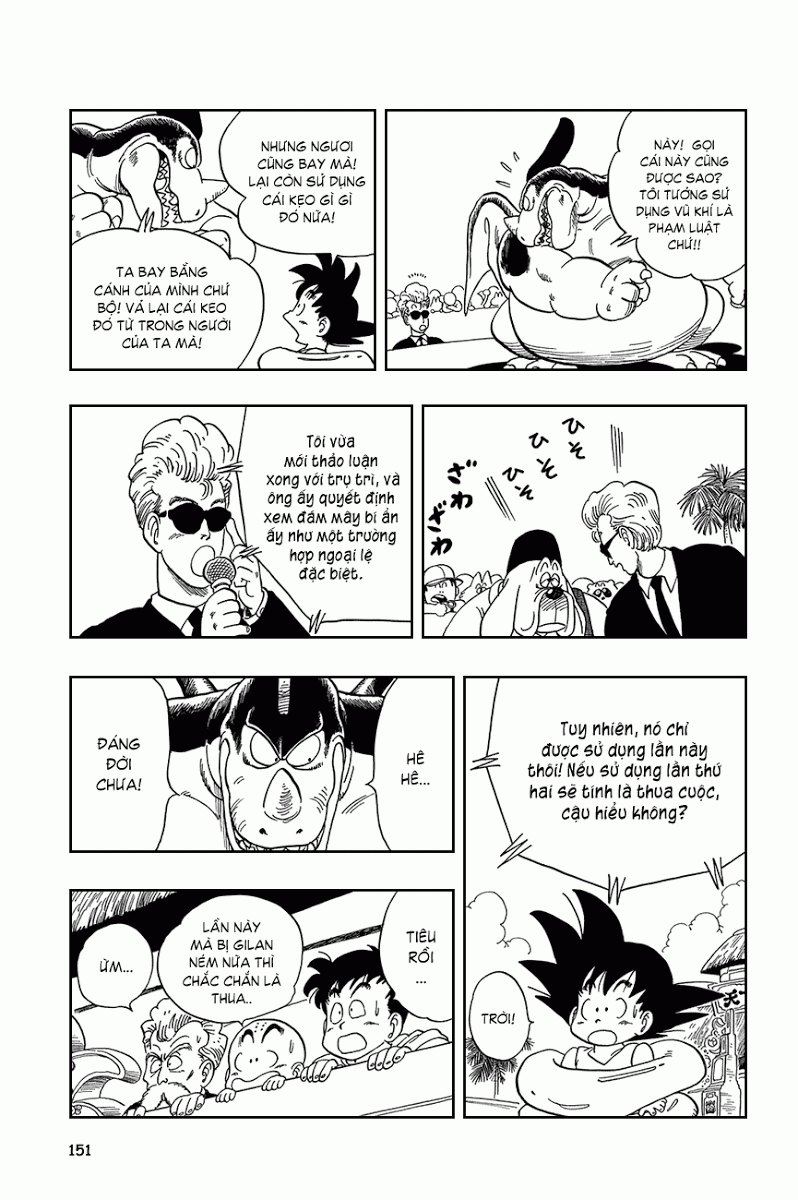 NÀY! GỌI
CÁI NÀY CŨNG
ĐƯỢC SAO?
TÔI TƯỞNG SỬ
DỤNG VŨ KHÍ LÀ
PHẠM LUẬT
CHỨ!!
NHƯNG NGƯƠI
CŨNG BAY MÀ!
LẠI CÒN SỬ DỤNG
CÁI KẸO GÌ GÌ
ĐÓ NỮA!
TA BAY BẰNG
CÁNH CỦA MÌNH CHỨ
BỘ! VẢ LẠI CÁI KEO
ĐÓ TỪ TRONG NGƯỜI
CỦA TA MÀ!
ひそ
ひそ
ひそ
ざわ
ざわ
Tôi vừa
mới thảo luận
xong với trụ trì, và
ông ấy quyết định
xem đám mây bí ẩn
ấy như một trường
hợp ngoại lệ
đặc biệt.
Tuy nhiên, nó chỉ
được sử dụng lần này
thôi! Nếu sử dụng lần thứ
hai sẽ tính là thua cuộc,
cậu hiểu không?
TRỜI!
HÊ
HÊ...
ĐÁNG
ĐỜI
CHƯA!
TIÊU
RỒI
...
LẦN NÀY
MÀ BỊ GILAN
NÉM NỮA THÌ
CHẮC CHẮN LÀ
THUA..
ỪM...
151